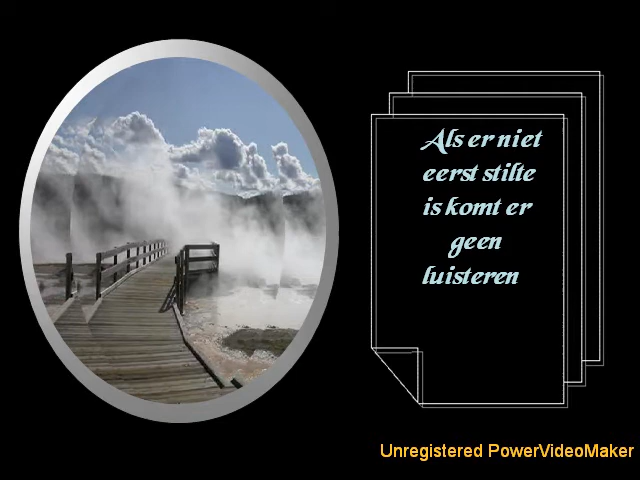 Als er niet
eerst stilte
is komt er
geen
luisteren
Unregistered PowerVideoMaker